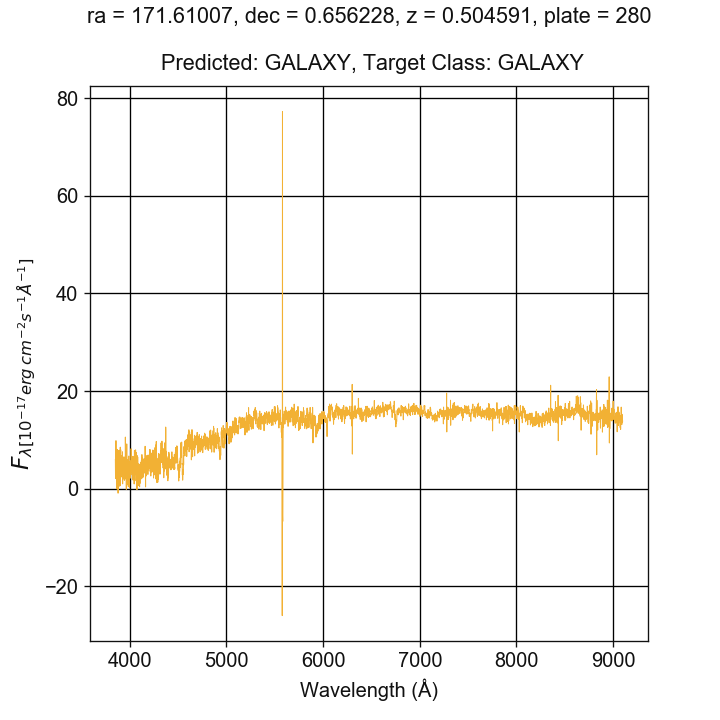 ra = 171.61007, dec = 0.656228, z = 0.504591, plate = 280
Predicted: GALAXY, Target Class: GALAXY
80
60
40
20
0
−20
F_λ[10⁻¹⁷ erg cm⁻² s⁻¹ Å⁻¹]
4000 5000 6000 7000 8000 9000
Wavelength (Å)